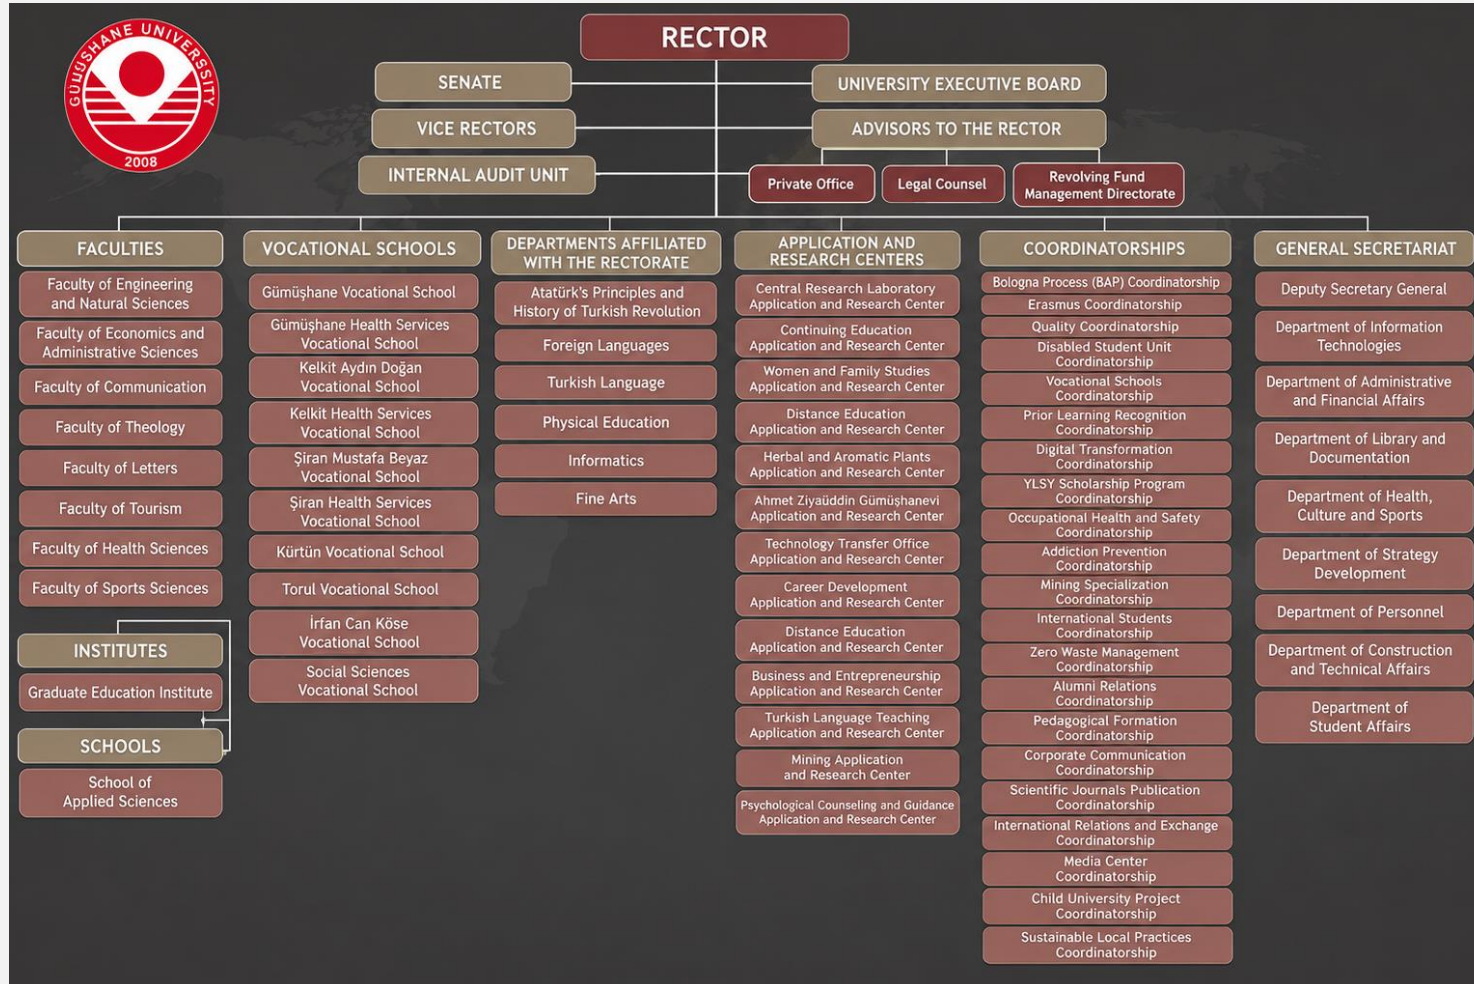 GÜMÜŞHANE UNIVERSSITY
2008
RECTOR
SENATE
UNIVERSITY EXECUTIVE BOARD
VICE RECTORS
ADVISORS TO THE RECTOR
INTERNAL AUDIT UNIT
Private Office
Legal Counsel
Revolving Fund
Management Directorate
FACULTIES
Faculty of Engineering
and Natural Sciences
Faculty of Economics and
Administrative Sciences
Faculty of Communication
Faculty of Theology
Faculty of Letters
Faculty of Tourism
Faculty of Health Sciences
Faculty of Sports Sciences
INSTITUTES
Graduate Education Institute
SCHOOLS
School of
Applied Sciences
VOCATIONAL SCHOOLS
Gümüşhane Vocational School
Gümüşhane Health Services
Vocational School
Kelkit Aydın Doğan
Vocational School
Kelkit Health Services
Vocational School
Şiran Mustafa Beyaz
Vocational School
Şiran Health Services
Vocational School
Kürtün Vocational School
Torul Vocational School
İrfan Can Köse
Vocational School
Social Sciences
Vocational School
DEPARTMENTS AFFILIATED
WITH THE RECTORATE
Atatürk's Principles and
History of Turkish Revolution
Foreign Languages
Turkish Language
Physical Education
Informatics
Fine Arts
APPLICATION AND
RESEARCH CENTERS
Central Research Laboratory
Application and Research Center
Continuing Education
Application and Research Center
Women and Family Studies
Application and Research Center
Distance Education
Application and Research Center
Herbal and Aromatic Plants
Application and Research Center
Ahmet Ziyaüddin Gümüşhanevi
Application and Research Center
Technology Transfer Office
Application and Research Center
Career Development
Application and Research Center
Distance Education
Application and Research Center
Business and Entrepreneurship
Application and Research Center
Turkish Language Teaching
Application and Research Center
Mining Application
and Research Center
Psychological Counseling and Guidance
Application and Research Center
COORDINATORSHIPS
Bologna Process (BAP) Coordinatorship
Erasmus Coordinatorship
Quality Coordinatorship
Disabled Student Unit
Coordinatorship
Vocational Schools
Coordinatorship
Prior Learning Recognition
Coordinatorship
Digital Transformation
Coordinatorship
YLSY Scholarship Program
Coordinatorship
Occupational Health and Safety
Coordinatorship
Addiction Prevention
Coordinatorship
Mining Specialization
Coordinatorship
International Students
Coordinatorship
Zero Waste Management
Coordinatorship
Alumni Relations
Coordinatorship
Pedagogical Formation
Coordinatorship
Corporate Communication
Coordinatorship
Scientific Journals Publication
Coordinatorship
International Relations and Exchange
Coordinatorship
Media Center
Coordinatorship
Child University Project
Coordinatorship
Sustainable Local Practices
Coordinatorship
GENERAL SECRETARIAT
Deputy Secretary General
Department of Information
Technologies
Department of Administrative
and Financial Affairs
Department of Library and
Documentation
Department of Health,
Culture and Sports
Department of Strategy
Development
Department of Personnel
Department of Construction
and Technical Affairs
Department of
Student Affairs